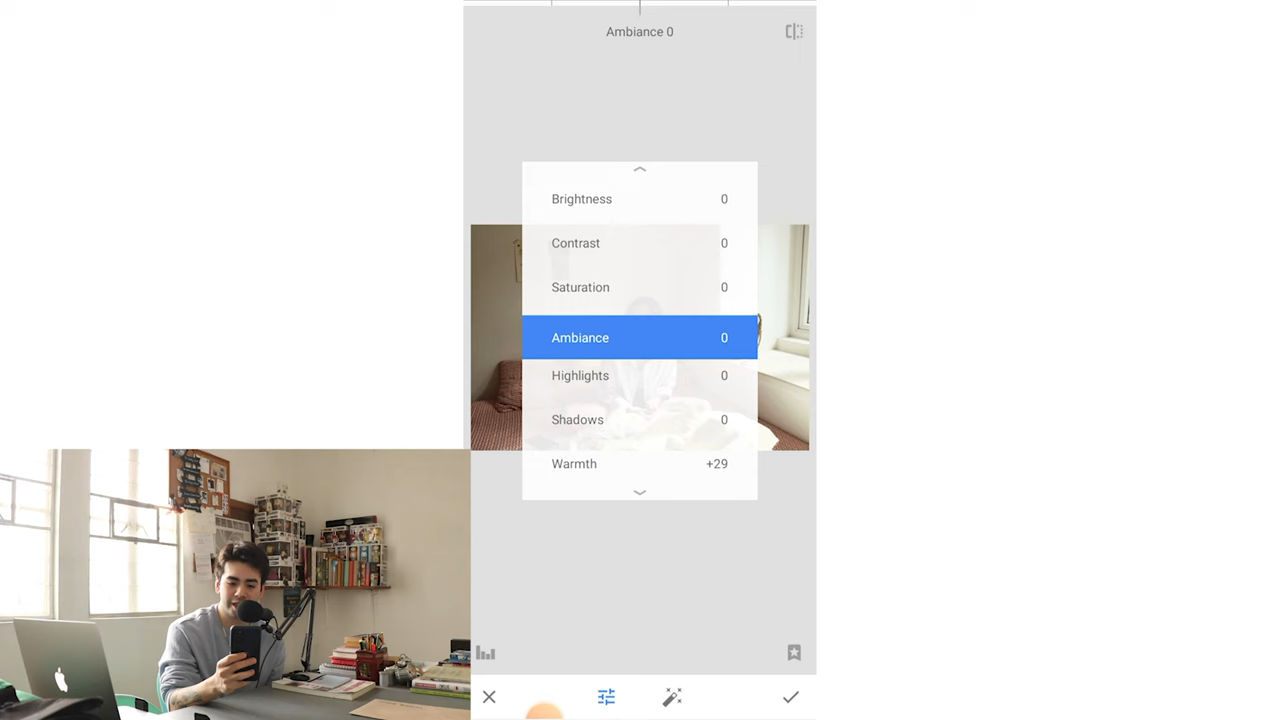 Ambiance 0
Brightness 0
Contrast 0
Saturation 0
Ambiance 0
Highlights 0
Shadows 0
Warmth +29